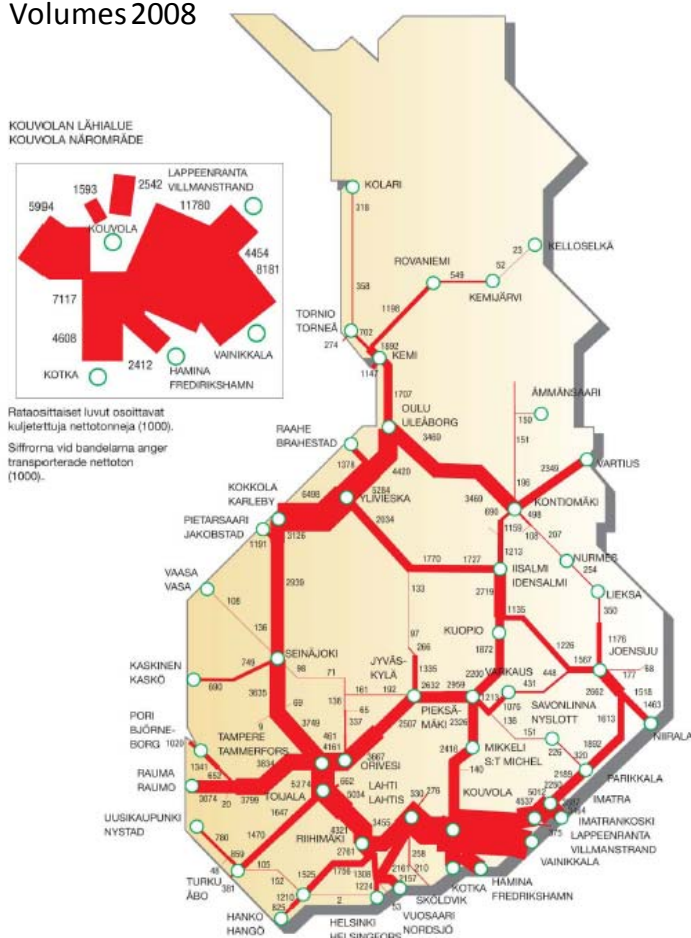 Volumes 2008
KOUVOLAN LÄHIALUE
KOUVOLA NÄROMRÄDE
LAPPEENRANTA
VILLMANSTRAND
2542
1593
11780
5994
KOUVOLA
4454
8181
7117
4608
2412
VAINIKKALA
KOTKA
HAMINA
FREDIRIKSHAMN
Rataosittaiset luvut osoittavat
kuljetettuja nettotonneja (1000).
Siffrorna vid bandelarna anger
transporterade nettoton
(1000).
KOLARI
318
KELLOSELKÄ
23
52
ROVANIEMI
549
KEMIJÄRVI
358
1198
TORNIO
TORNEÅ
702
274
1892
KEMI
1147
1707
OULU
ULEÅBORG
ÄMMÄNSAARI
159
151
RAAHE
BRAHESTAD
3469
1378
4420
VARTIUS
2349
196
KOKKOLA
KARLEBY
6498
5284
YLIVIESKA
3469
KONTIOMÄKI
690
498
PIETARSAARI
JAKOBSTAD
2034
3126
1191
1159
108
207
1213
NURMES
254
VAASA
VASA
2939
1770
1727
IISALMI
IDENSALMI
133
2719
LIEKSA
350
108
1135
136
97
KUOPIO
1176
SEINÄJOKI
266
1872
1226
JOENSUU
KASKINEN
KASKÖ
749
98
71
JYVÄS-
KYLÄ
1335
1567
177
68
690
161
192
2632
2959
2200
VARKAUS
448
431
2662
1518
3635
69
138
65
1213
1076
SAVONLINNA
NYSLOTT
1613
1463
NIIRALA
PORI
BJÖRNE-
BORG
9
337
2507
PIEKSÄ-
MÄKI
2326
136
151
TAMPERE
TAMMERFORS
3749
461
4161
3667
226
320
1892
1020
1341
3834
ORIVESI
2416
MIKKELI
S:T MICHEL
2189
PARIKKALA
RAUMA
RAUMO
652
5274
662
LAHTI
LAHTIS
140
2250
IMATRA
3074
20
3799
TOIJALA
5034
330
276
KOUVOLA
5012
4537
IMATRANKOSKI
UUSIKAUPUNKI
NYSTAD
1647
3455
375
LAPPEENRANTA
VILLMANSTRAND
4321
RIIHIMÄKI
VAINIKKALA
780
1470
2761
258
859
105
1308
2161
210
48
TURKU
ÅBO
381
152
1525
2157
KOTKA
HAMINA
FREDRIKSHAMN
1210
1224
SKÖLDVIK
2
53
825
HANKO
HANGÖ
HELSINKI
HELSINGFORS
VUOSAARI
NORDSJÖ